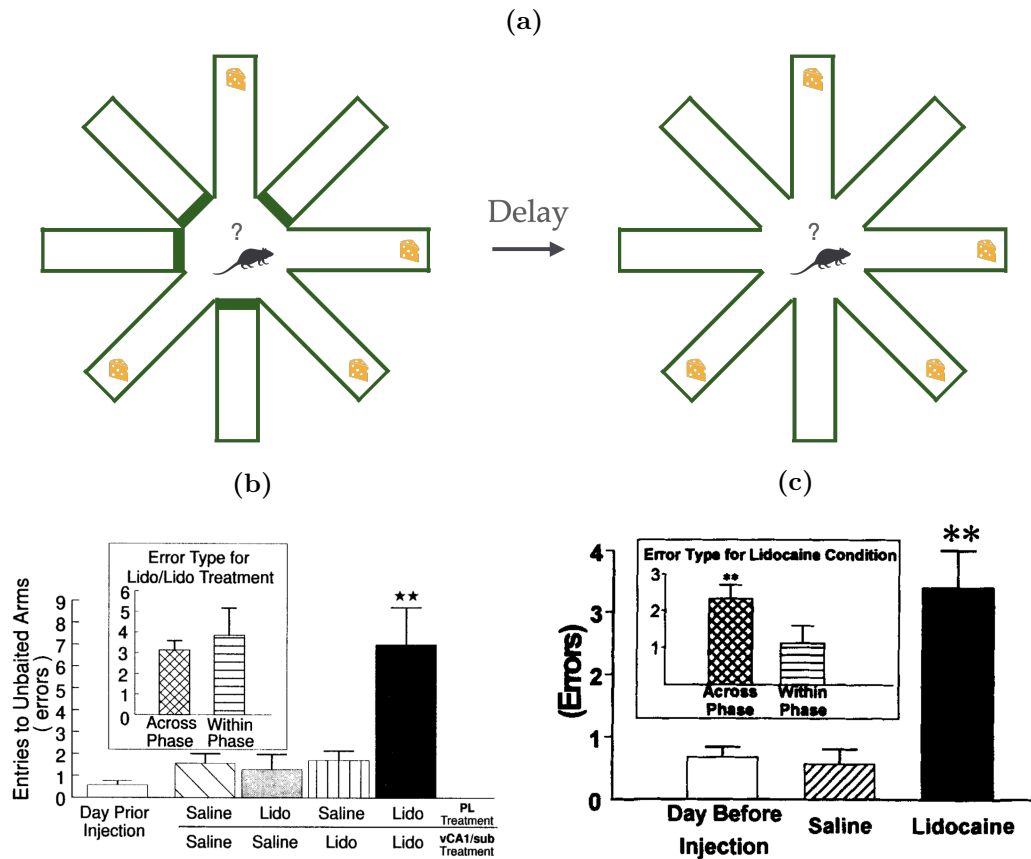 (a)
?
Delay
?
(b)
(c)
Error Type for
Lido/Lido Treatment
6
5
4
3
2
1
0
Across
Phase
Within
Phase
Entries to Unbaited Arms
( errors )
9
8
7
6
5
4
3
2
1
0
★★
Day Prior
Injection
Saline Lido Saline Lido PL Treatment
Saline Saline Lido Lido vCA1/sub Treatment
Error Type for Lidocaine Condition
3
2
1
**
Across
Phase
Within
Phase
(Errors)
4
3
2
1
0
**
Day Before
Injection
Saline
Lidocaine